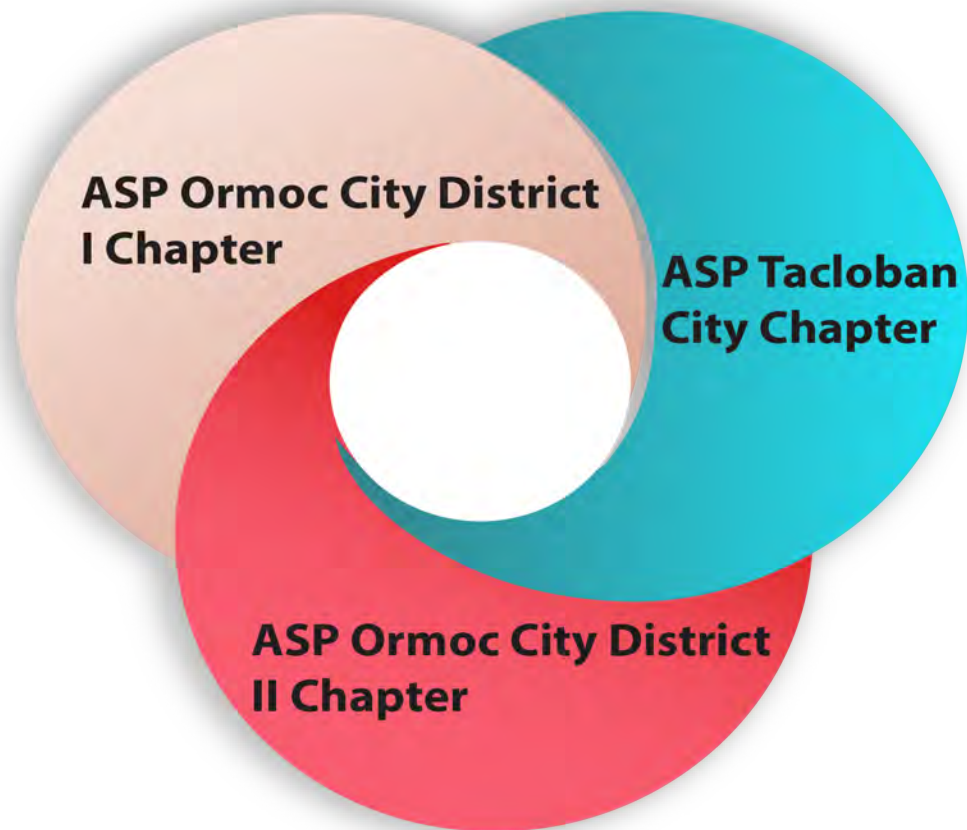 ASP Ormoc City District
I Chapter
ASP Tacloban
City Chapter
ASP Ormoc City District
II Chapter